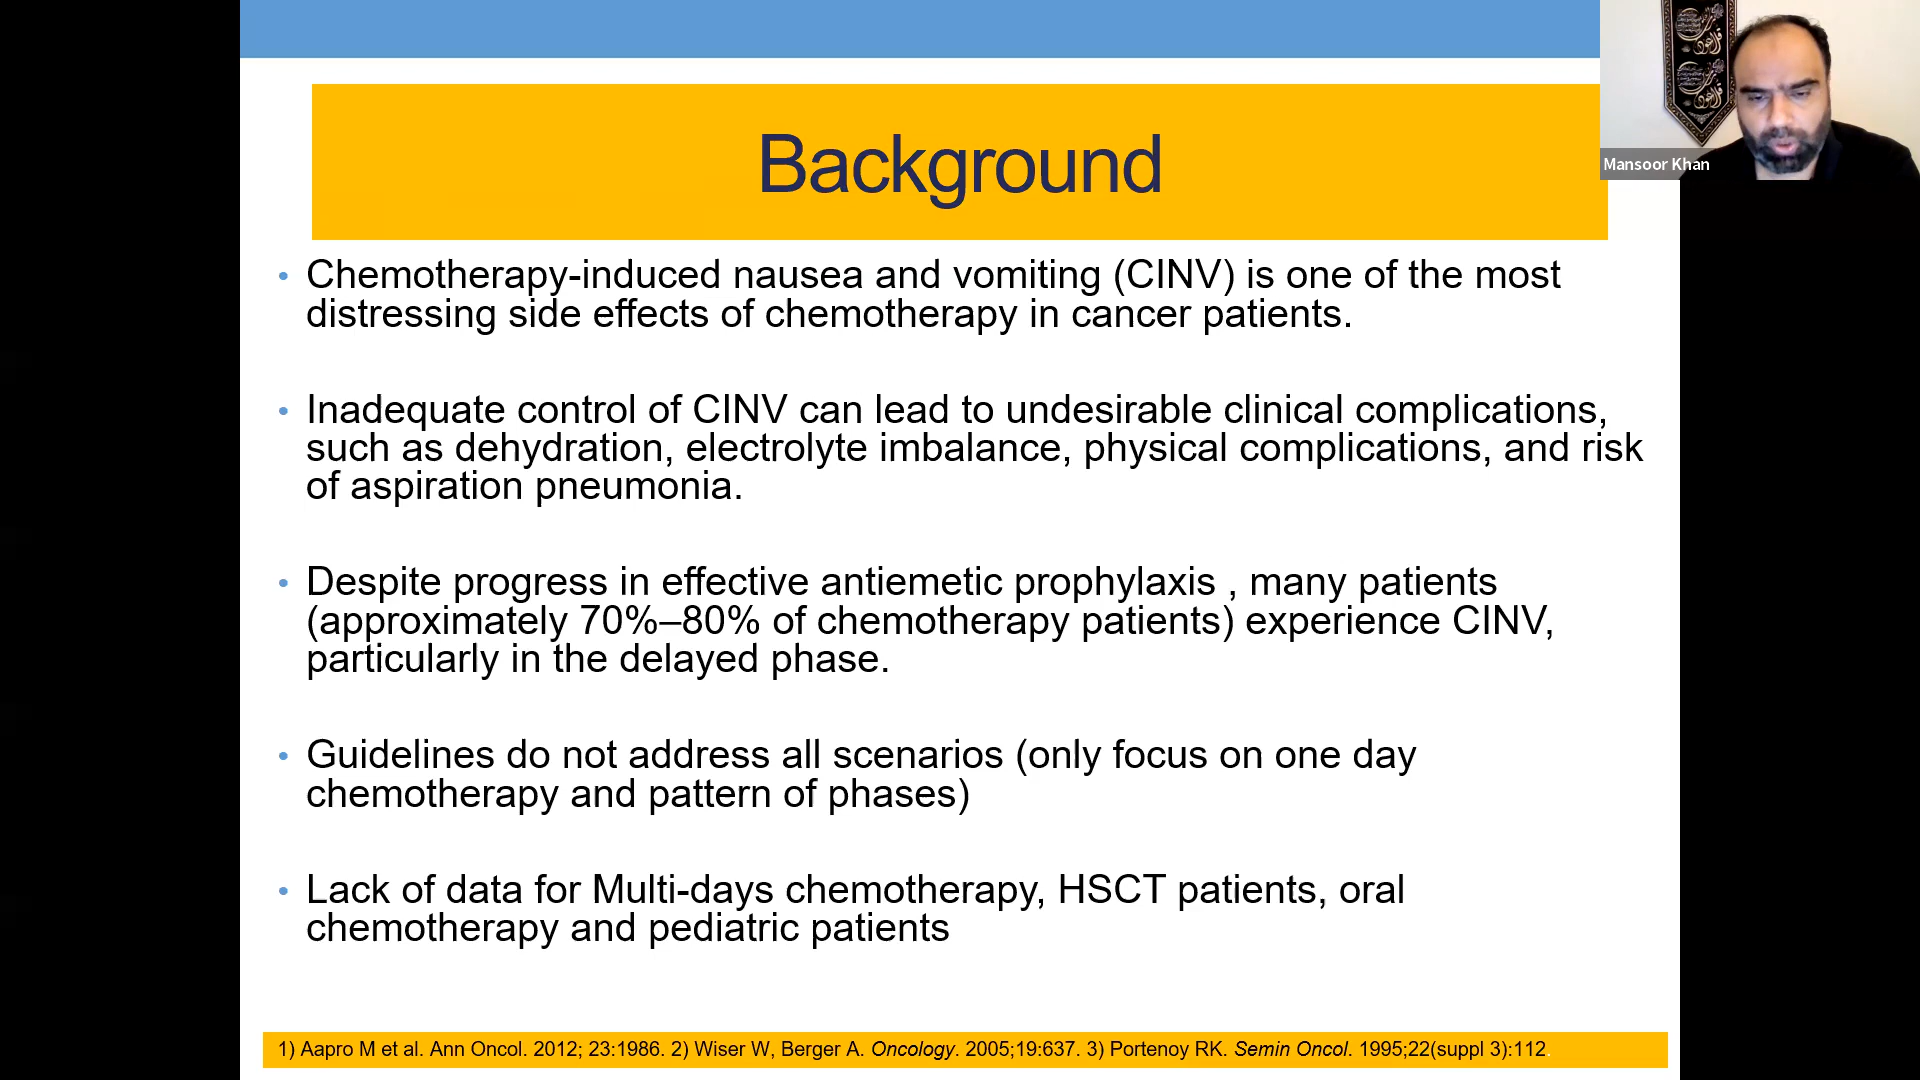 Background
Mansoor Khan
• Chemotherapy-induced nausea and vomiting (CINV) is one of the most
distressing side effects of chemotherapy in cancer patients.
• Inadequate control of CINV can lead to undesirable clinical complications,
such as dehydration, electrolyte imbalance, physical complications, and risk
of aspiration pneumonia.
• Despite progress in effective antiemetic prophylaxis , many patients
(approximately 70%–80% of chemotherapy patients) experience CINV,
particularly in the delayed phase.
• Guidelines do not address all scenarios (only focus on one day
chemotherapy and pattern of phases)
• Lack of data for Multi-days chemotherapy, HSCT patients, oral
chemotherapy and pediatric patients
1) Aapro M et al. Ann Oncol. 2012; 23:1986. 2) Wiser W, Berger A. Oncology. 2005;19:637. 3) Portenoy RK. Semin Oncol. 1995;22(suppl 3):112.